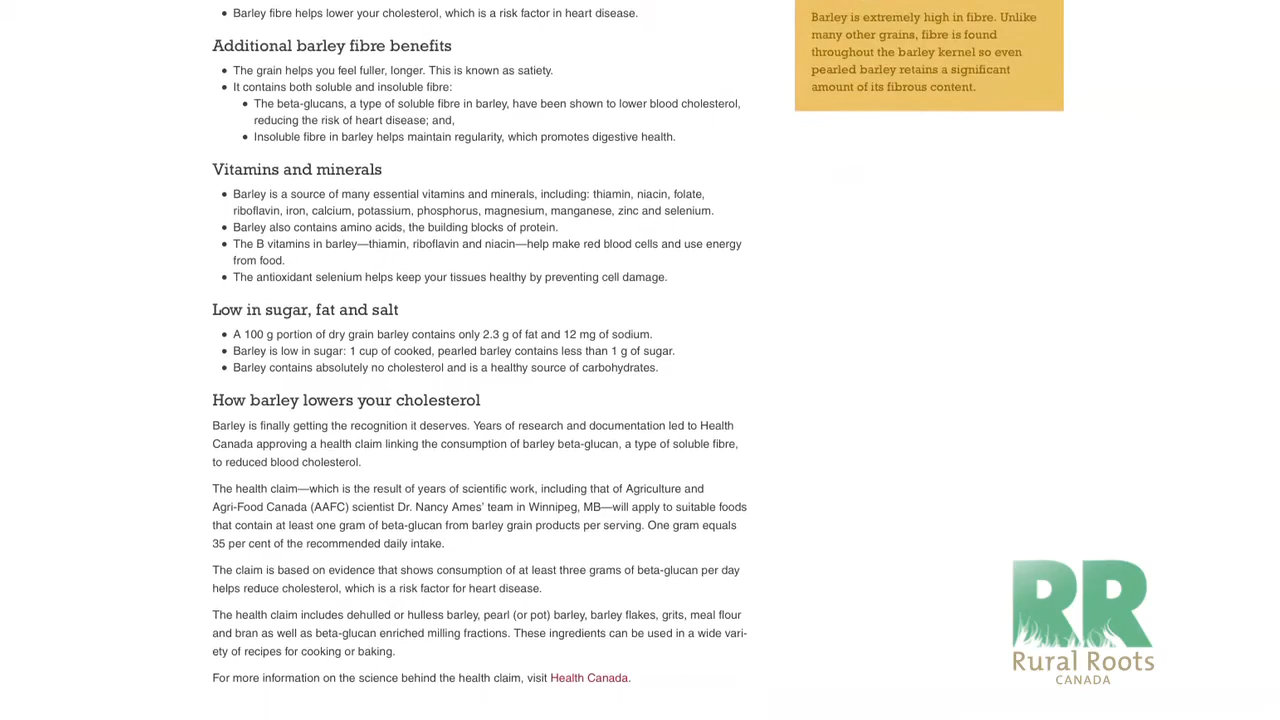 Barley fibre helps lower your cholesterol, which is a risk factor in heart disease.
Additional barley fibre benefits
The grain helps you feel fuller, longer. This is known as satiety.
It contains both soluble and insoluble fibre:
The beta-glucans, a type of soluble fibre in barley, have been shown to lower blood cholesterol,
reducing the risk of heart disease; and,
Insoluble fibre in barley helps maintain regularity, which promotes digestive health.
Vitamins and minerals
Barley is a source of many essential vitamins and minerals, including: thiamin, niacin, folate,
riboflavin, iron, calcium, potassium, phosphorus, magnesium, manganese, zinc and selenium.
Barley also contains amino acids, the building blocks of protein.
The B vitamins in barley—thiamin, riboflavin and niacin—help make red blood cells and use energy
from food.
The antioxidant selenium helps keep your tissues healthy by preventing cell damage.
Low in sugar, fat and salt
A 100 g portion of dry grain barley contains only 2.3 g of fat and 12 mg of sodium.
Barley is low in sugar: 1 cup of cooked, pearled barley contains less than 1 g of sugar.
Barley contains absolutely no cholesterol and is a healthy source of carbohydrates.
How barley lowers your cholesterol
Barley is finally getting the recognition it deserves. Years of research and documentation led to Health
Canada approving a health claim linking the consumption of barley beta-glucan, a type of soluble fibre,
to reduced blood cholesterol.
The health claim—which is the result of years of scientific work, including that of Agriculture and
Agri-Food Canada (AAFC) scientist Dr. Nancy Ames’ team in Winnipeg, MB—will apply to suitable foods
that contain at least one gram of beta-glucan from barley grain products per serving. One gram equals
35 per cent of the recommended daily intake.
The claim is based on evidence that shows consumption of at least three grams of beta-glucan per day
helps reduce cholesterol, which is a risk factor for heart disease.
The health claim includes dehulled or hulless barley, pearl (or pot) barley, barley flakes, grits, meal flour
and bran as well as beta-glucan enriched milling fractions. These ingredients can be used in a wide vari-
ety of recipes for cooking or baking.
For more information on the science behind the health claim, visit Health Canada.
Barley is extremely high in fibre. Unlike
many other grains, fibre is found
throughout the barley kernel so even
pearled barley retains a significant
amount of its fibrous content.
RR
Rural Roots
CANADA